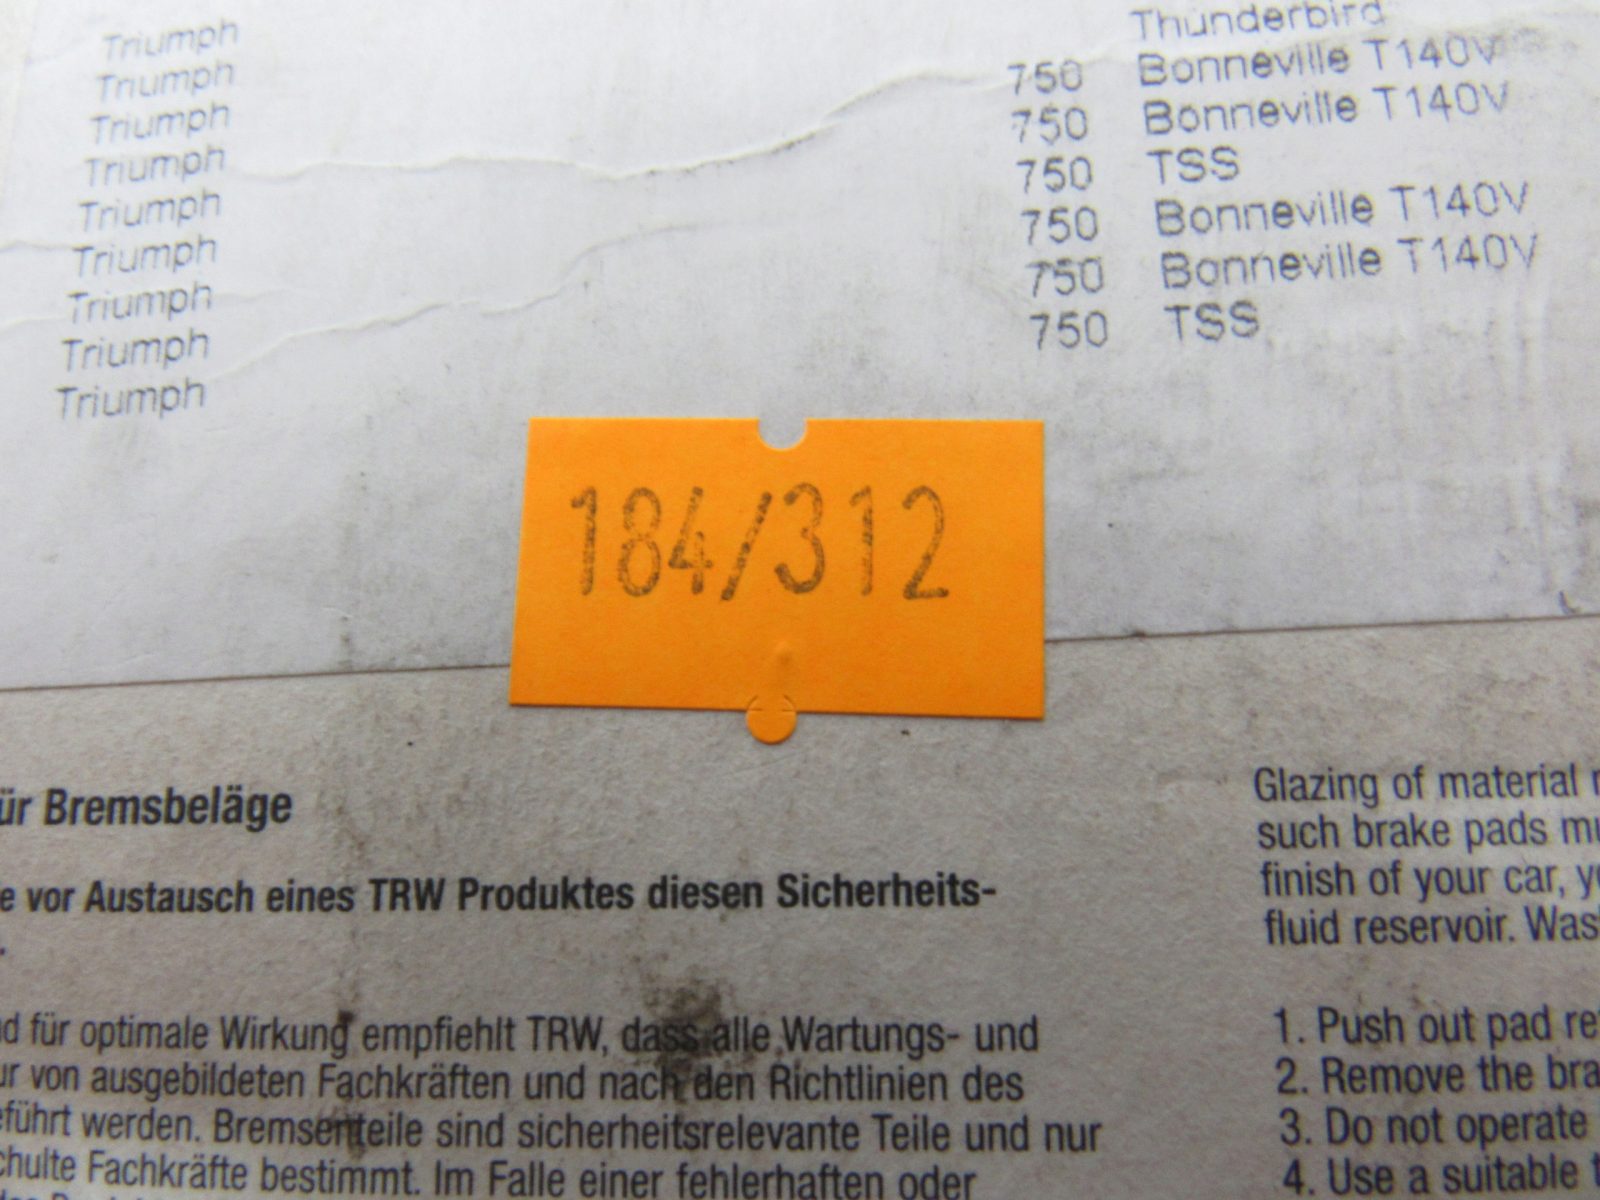 Triumph Thunderbird
Triumph 750 Bonneville T140V
Triumph 750 Bonneville T140V
Triumph 750 TSS
Triumph 750 Bonneville T140V
Triumph 750 Bonneville T140V
Triumph 750 TSS
Triumph
Triumph
184/312
ür Bremsbeläge
e vor Austausch eines TRW Produktes diesen Sicherheits-
für optimale Wirkung empfiehlt TRW, dass alle Wartungs- und
ur von ausgebildeten Fachkräften und nach den Richtlinien des
eführt werden. Bremsenteile sind sicherheitsrelevante Teile und nur
chulte Fachkräfte bestimmt. Im Falle einer fehlerhaften oder
Glazing of material
such brake pads mu
finish of your car, y
fluid reservoir. Was
1. Push out pad re
2. Remove the bra
3. Do not operate
4. Use a suitable